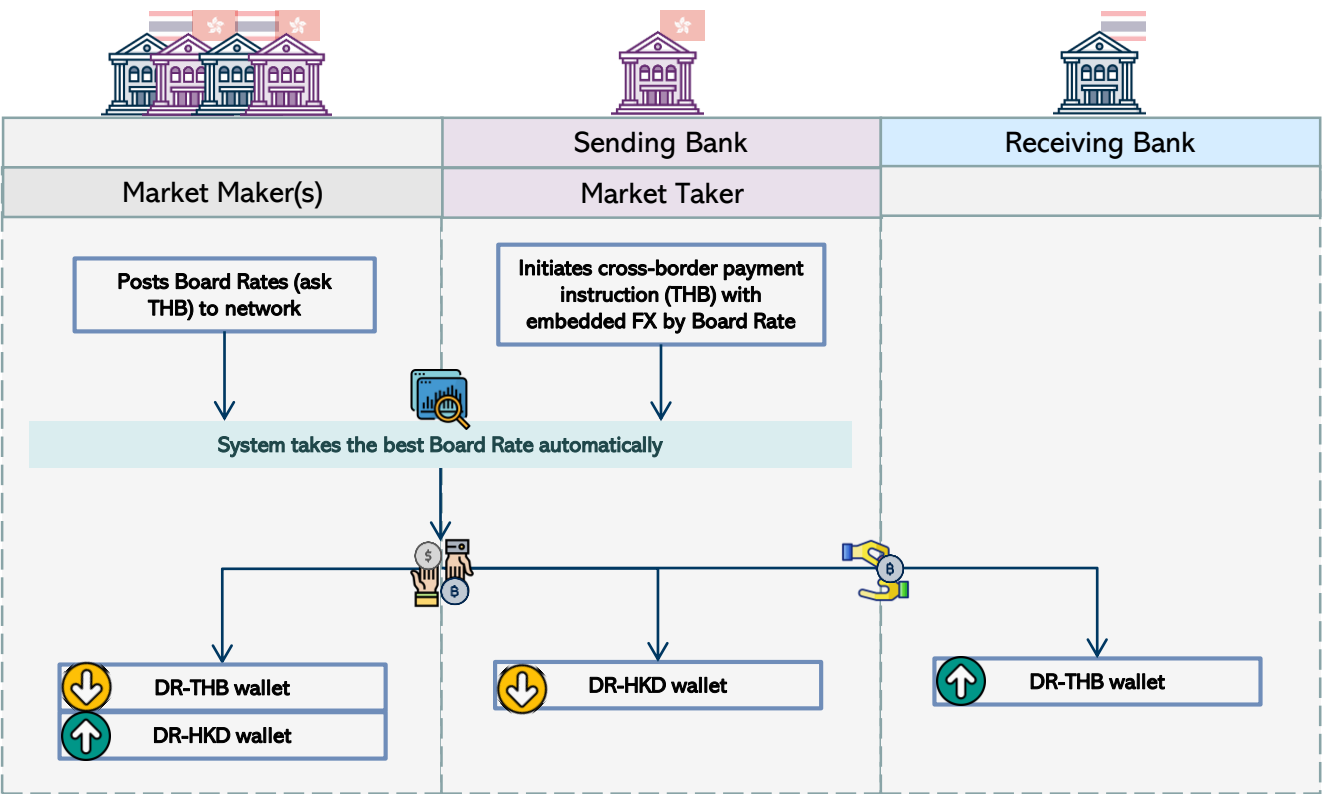 Sending Bank
Receiving Bank
Market Maker(s)
Market Taker
Posts Board Rates (ask
THB) to network
Initiates cross-border payment
instruction (THB) with
embedded FX by Board Rate
System takes the best Board Rate automatically
$
฿
฿
DR-THB wallet
DR-HKD wallet
DR-HKD wallet
DR-THB wallet